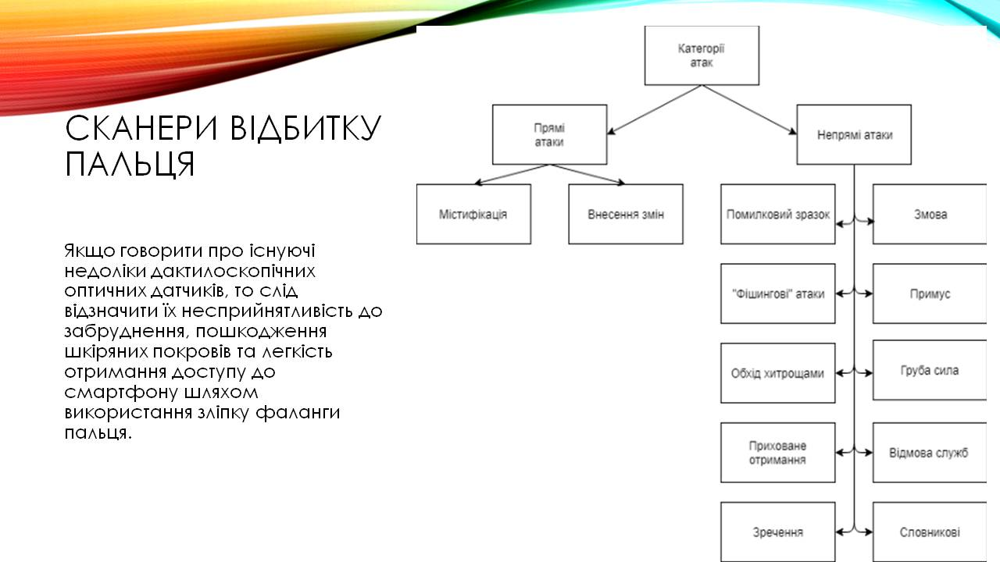 СКАНЕРИ ВІДБИТКУ
ПАЛЬЦЯ
Якщо говорити про існуючі
недоліки дактилоскопічних
оптичних датчиків, то слід
відзначити їх несприйнятливість до
забруднення, пошкодження
шкіряних покровів та легкість
отримання доступу до
смартфону шляхом
використання зліпку фаланги
пальця.
Категорії
атак
Прямі
атаки
Непрямі атаки
Містифікація
Внесення змін
Помилковий зразок
Змова
"Фішингові" атаки
Примус
Обхід хитрощами
Груба сила
Приховане
отримання
Відмова служб
Зречення
Словникові